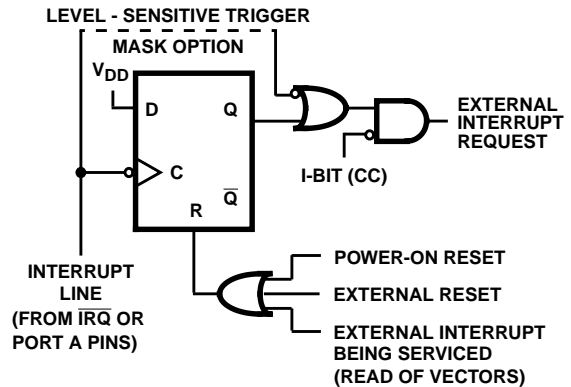 LEVEL - SENSITIVE TRIGGER
MASK OPTION
VDD
D
Q
C
Q
R
EXTERNAL
INTERRUPT
REQUEST
I-BIT (CC)
INTERRUPT
LINE
(FROM IRQ OR
PORT A PINS)
POWER-ON RESET
EXTERNAL RESET
EXTERNAL INTERRUPT
BEING SERVICED
(READ OF VECTORS)